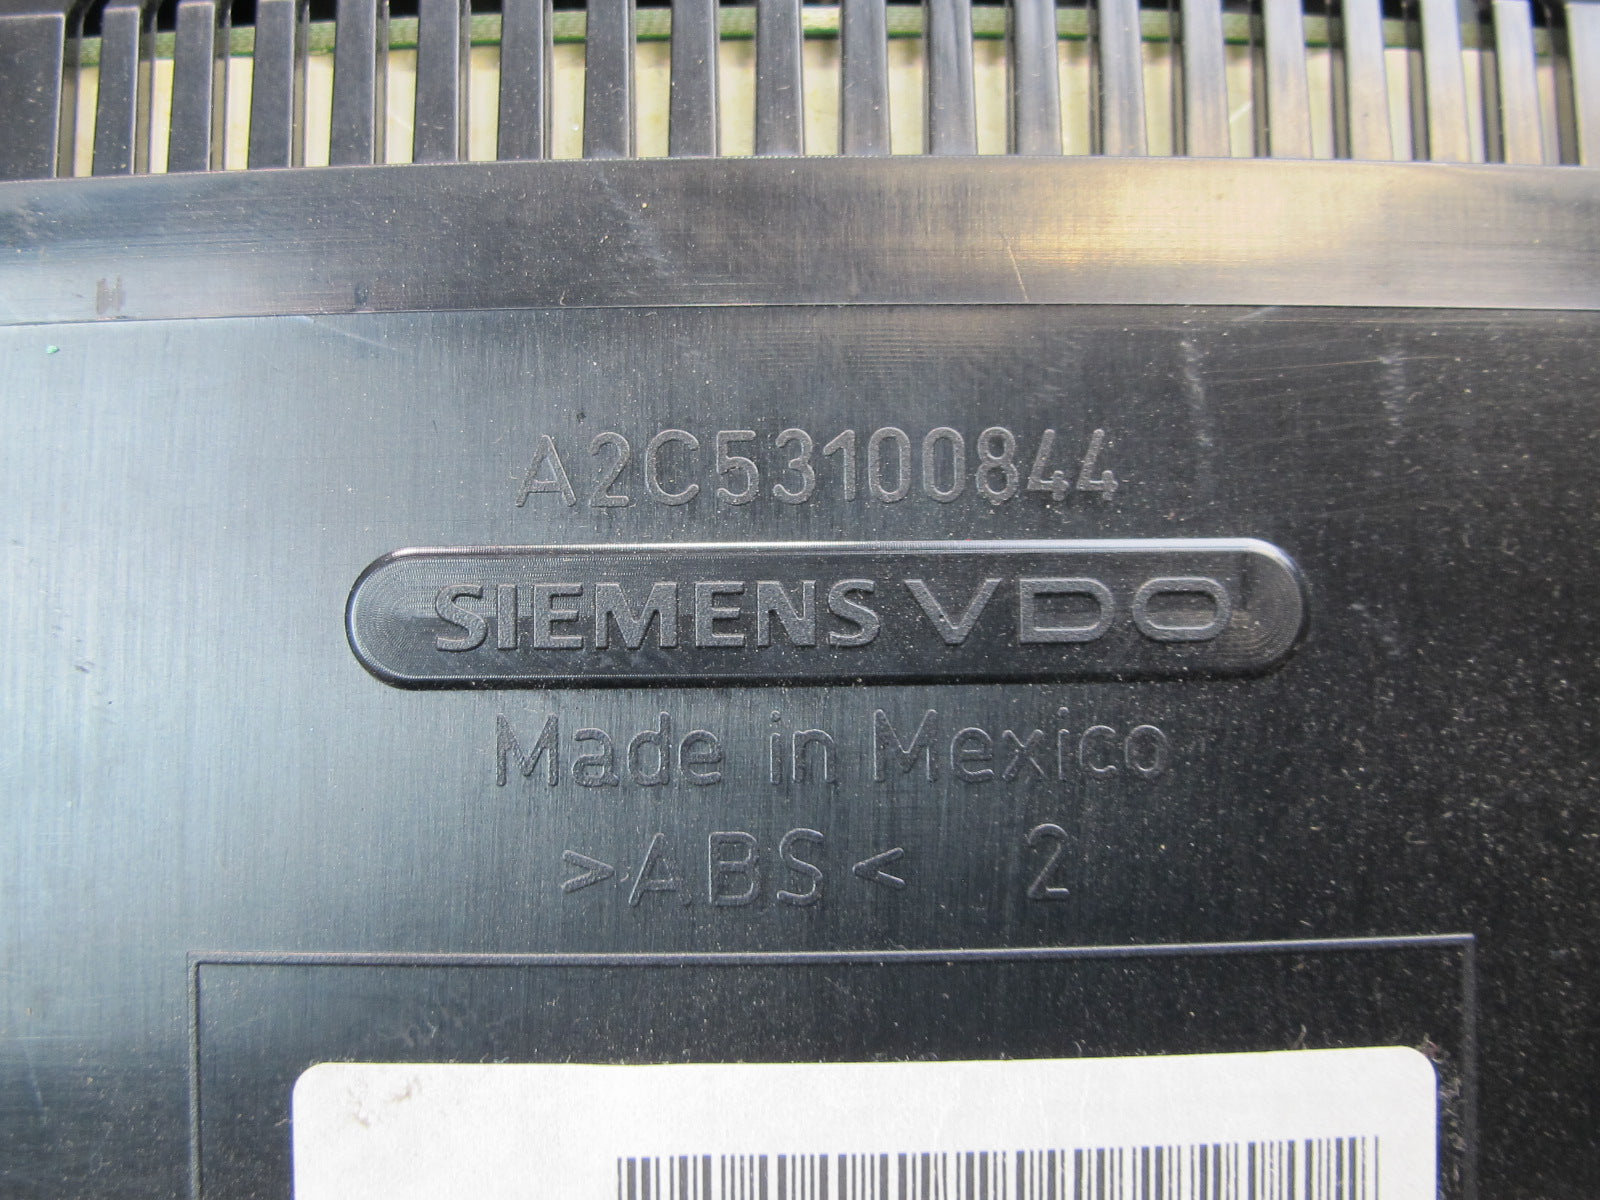 A2C53100844
SIEMENS VDO
Made in Mexico
>ABS< 2